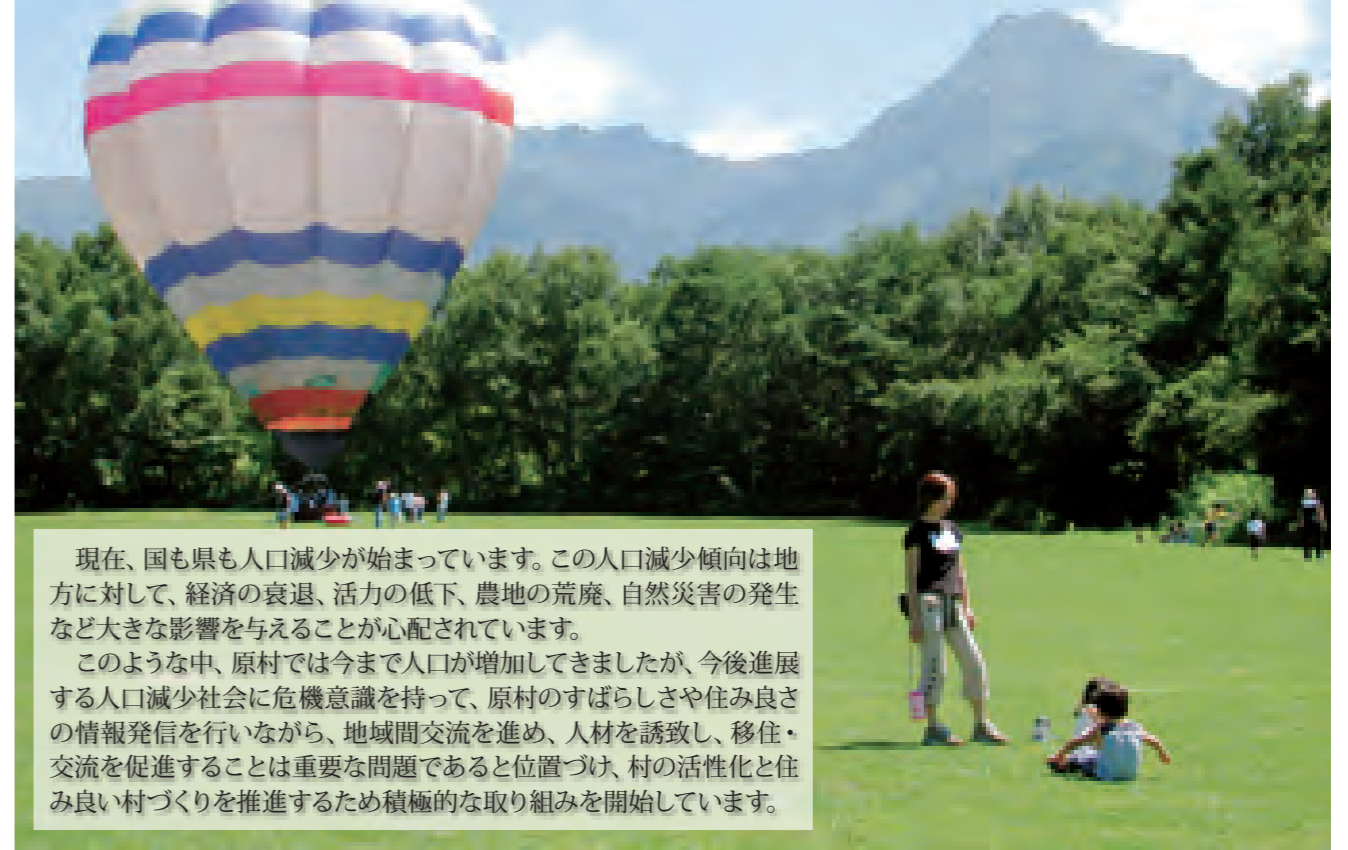 現在、国も県も人口減少が始まっています。この人口減少傾向は地
方に対して、経済の衰退、活力の低下、農地の荒廃、自然災害の発生
など大きな影響を与えることが心配されています。
このような中、原村では今まで人口が増加してきましたが、今後進展
する人口減少社会に危機意識を持って、原村のすばらしさや住み良さ
の情報発信を行いながら、地域間交流を進め、人材を誘致し、移住・
交流を促進することは重要な問題であると位置づけ、村の活性化と住
み良い村づくりを推進するため積極的な取り組みを開始しています。